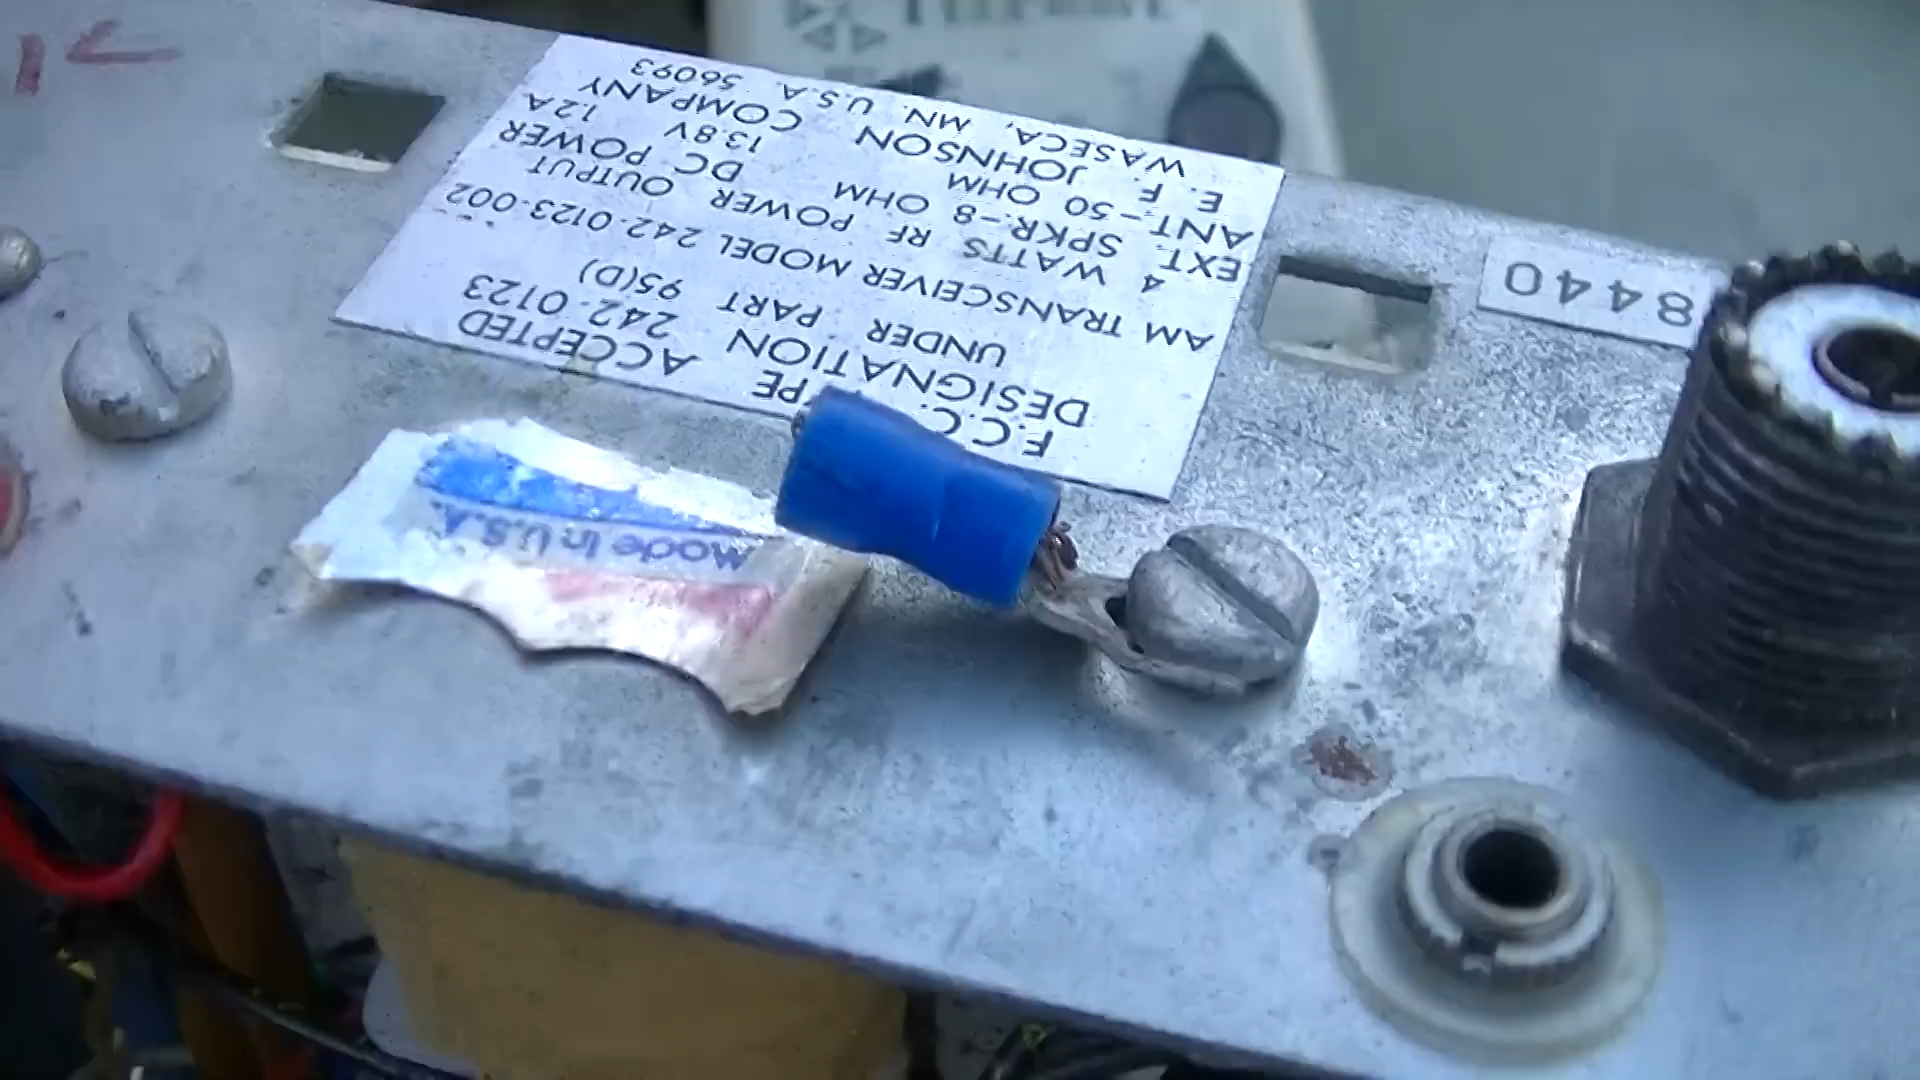 F.C.C. PE ACCEPTED
DESIGNATION 242.0123
UNDER PART 95(D)
AM TRANSCEIVER MODEL 242.0123.002
4 WATTS RF POWER OUTPUT
EXT. SPKR.-8 OHM DC POWER
ANT.-50 OHM 13.8V 1.2A
E. F. JOHNSON COMPANY
WASECA, MN. U.S.A. 56093
8440
made in U.S.A.